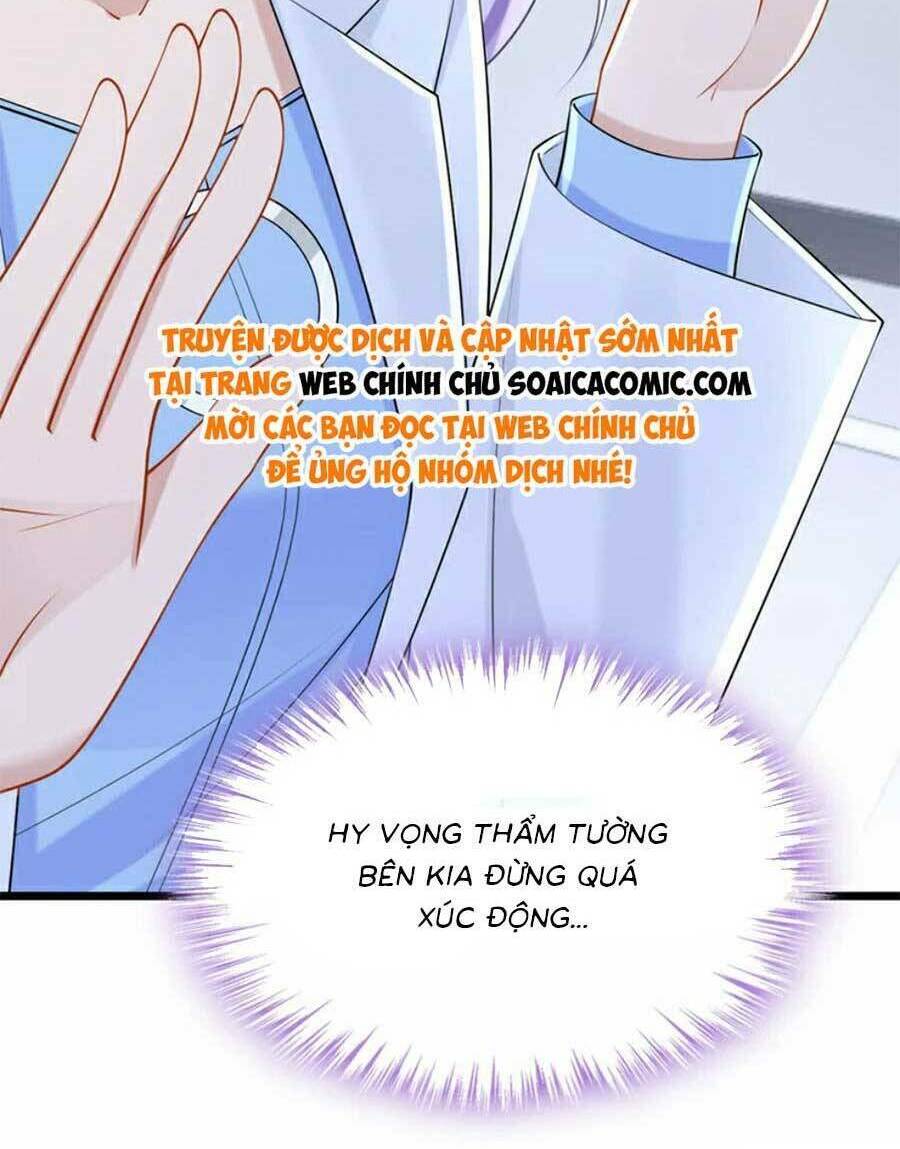 TRUYỆN ĐƯỢC DỊCH VÀ CẬP NHẬT SỚM NHẤT
TẠI TRANG WEB CHÍNH CHỦ SOAICACOMIC.COM
MỜI CÁC BẠN ĐỌC TẠI WEB CHÍNH CHỦ
ĐỂ ỦNG HỘ NHÓM DỊCH NHÉ!
HY VỌNG THẨM TƯỜNG
BÊN KIA ĐỪNG QUÁ
XÚC ĐỘNG...